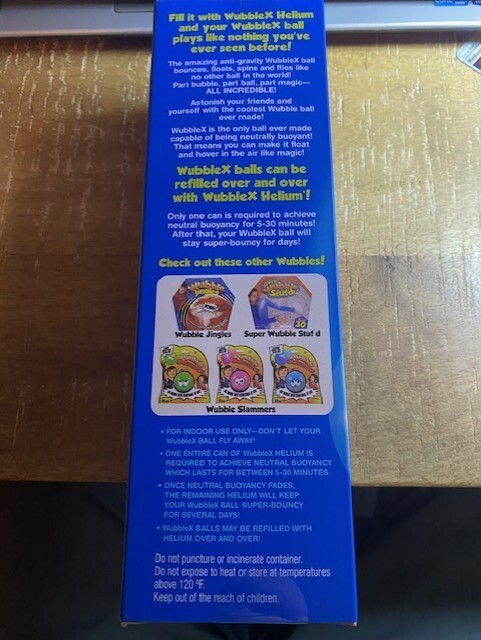 Fill it with WubbleX Helium
and your WubbleX ball
plays like nothing you've
ever seen before!
The amazing anti-gravity WubbleX ball
bounces, floats, spins and flies like
no other ball in the world!
Part bubble, part ball, part magic—
ALL INCREDIBLE!
Astonish your friends and
yourself with the coolest Wubble ball
ever made!
WubbleX is the only ball ever made
capable of being neutrally buoyant!
That means you can make it float
and hover in the air like magic!
WubbleX balls can be
refilled over and over
with WubbleX Helium!
Only one can is required to achieve
neutral buoyancy for 5-30 minutes!
After that, your WubbleX ball will
stay super-bouncy for days!
Check out these other Wubbles!
Wubble Jingles
Super Wubble Stuf'd
Wubble Slammers
• FOR INDOOR USE ONLY—DON'T LET YOUR
WubbleX BALL FLY AWAY!
• ONE ENTIRE CAN OF WubbleX HELIUM IS
REQUIRED TO ACHIEVE NEUTRAL BUOYANCY
WHICH LASTS FOR BETWEEN 5-30 MINUTES.
• ONCE NEUTRAL BUOYANCY FADES,
THE REMAINING HELIUM WILL KEEP
YOUR WubbleX BALL SUPER-BOUNCY
FOR SEVERAL DAYS!
• WubbleX BALLS MAY BE REFILLED WITH
HELIUM OVER AND OVER!
Do not puncture or incinerate container.
Do not expose to heat or store at temperatures
above 120 °F.
Keep out of the reach of children.